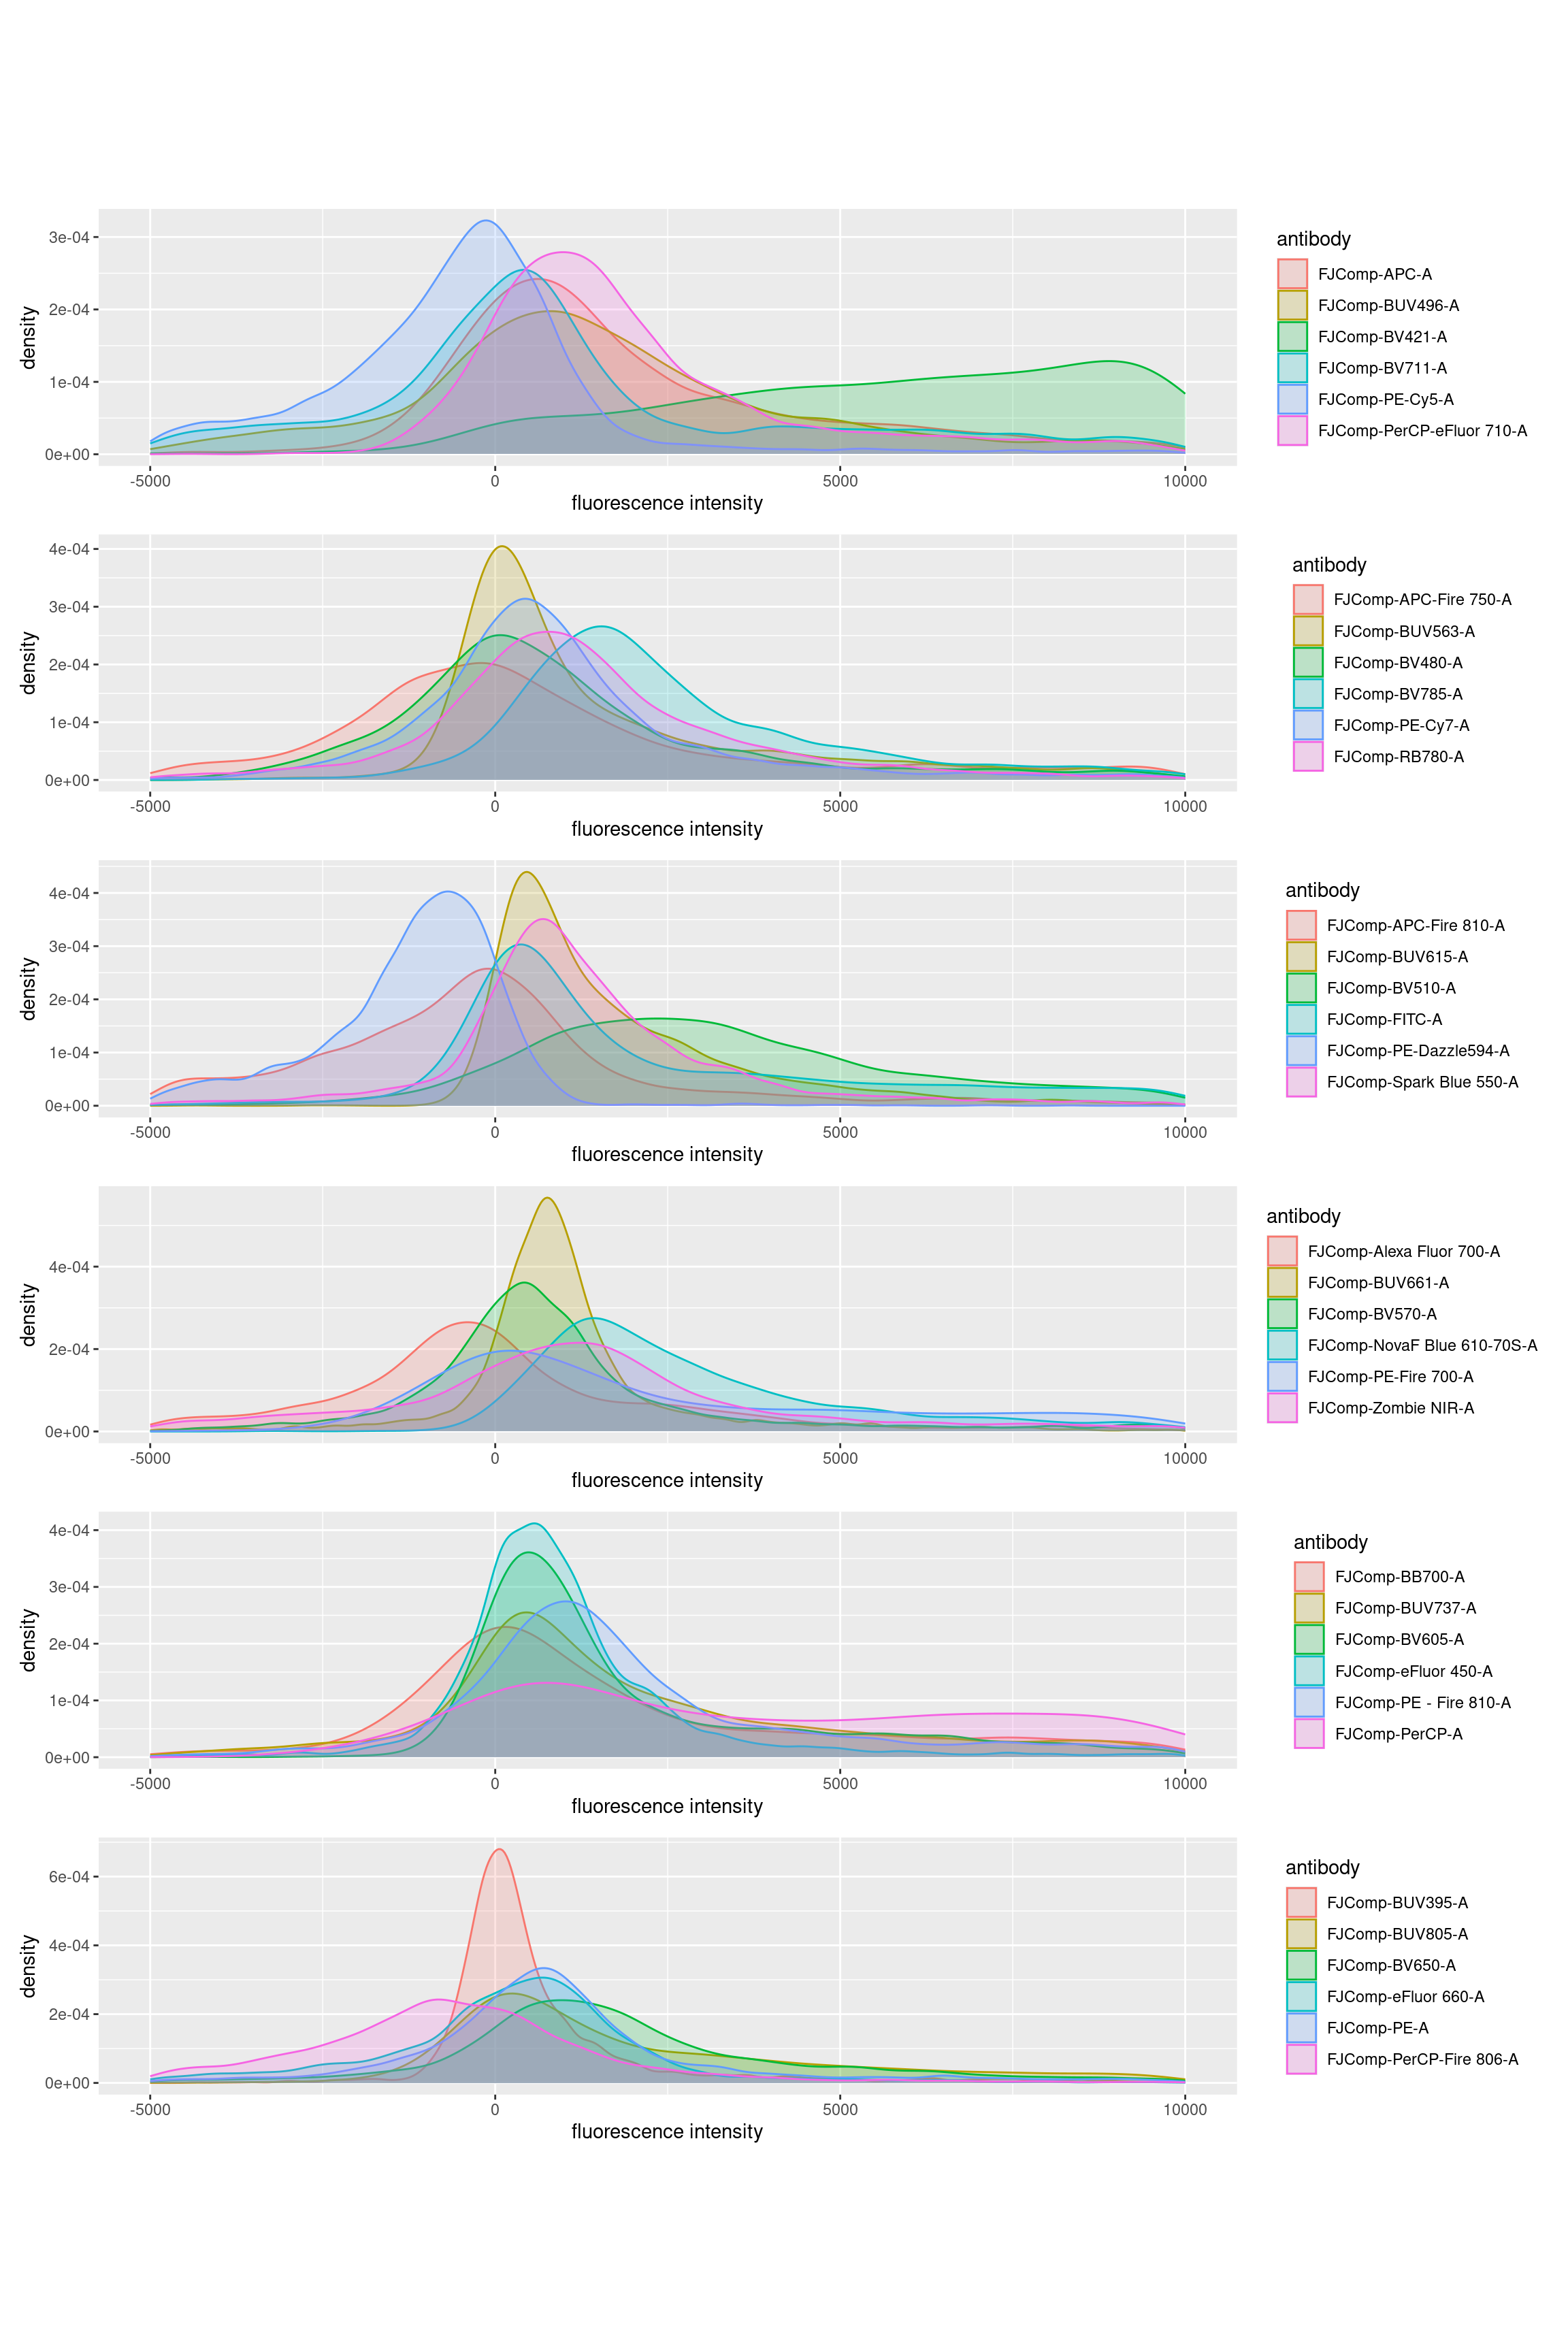 antibody
3e-04
FJComp-APC-A
FJComp-BUV496-A
2e-04
FJComp-BV421-A
density
FJComp-BV711-A
1e-04
FJComp-PE-Cy5-A
FJComp-PerCP-eFluor 710-A
0e+00
-5000 0 5000 10000
fluorescence intensity
4e-04
antibody
3e-04
FJComp-APC-Fire 750-A
FJComp-BUV563-A
density
2e-04
FJComp-BV480-A
FJComp-BV785-A
1e-04
FJComp-PE-Cy7-A
FJComp-RB780-A
0e+00
-5000 0 5000 10000
fluorescence intensity
antibody
4e-04
FJComp-APC-Fire 810-A
3e-04
FJComp-BUV615-A
density
FJComp-BV510-A
2e-04
FJComp-FITC-A
1e-04
FJComp-PE-Dazzle594-A
FJComp-Spark Blue 550-A
0e+00
-5000 0 5000 10000
fluorescence intensity
antibody
FJComp-Alexa Fluor 700-A
4e-04
FJComp-BUV661-A
density
FJComp-BV570-A
2e-04
FJComp-NovaF Blue 610-70S-A
FJComp-PE-Fire 700-A
FJComp-Zombie NIR-A
0e+00
-5000 0 5000 10000
fluorescence intensity
4e-04
antibody
FJComp-BB700-A
3e-04
FJComp-BUV737-A
density
2e-04
FJComp-BV605-A
FJComp-eFluor 450-A
1e-04
FJComp-PE - Fire 810-A
FJComp-PerCP-A
0e+00
-5000 0 5000 10000
fluorescence intensity
antibody
6e-04
FJComp-BUV395-A
FJComp-BUV805-A
4e-04
FJComp-BV650-A
density
FJComp-eFluor 660-A
2e-04
FJComp-PE-A
FJComp-PerCP-Fire 806-A
0e+00
-5000 0 5000 10000
fluorescence intensity